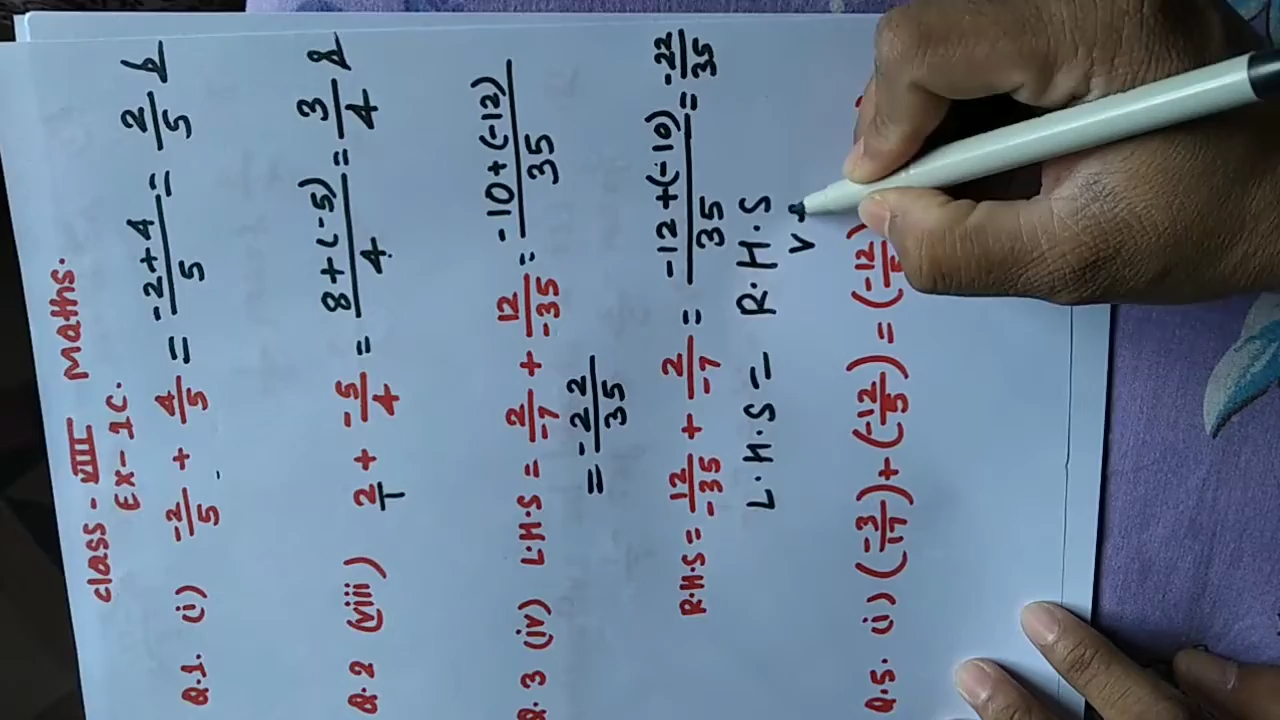 class - VIII Maths.
Ex - 1C.
Q.1. (i) -2/5 + 4/5 = -2+4/5 = 2/5
Q.2 (viii) 2/1 + -5/4 = 8+(-5)/4 = 3/4
Q.3 (iv) L.H.S = 2/-7 + 12/-35 = -10+(-12)/35
= -22/35
R.H.S = 12/-35 + 2/-7 = -12+(-10)/35 = -22/35
L.H.S = R.H.S
Q.5. (i) (-3/17) + (-12/5) = (-12/5)